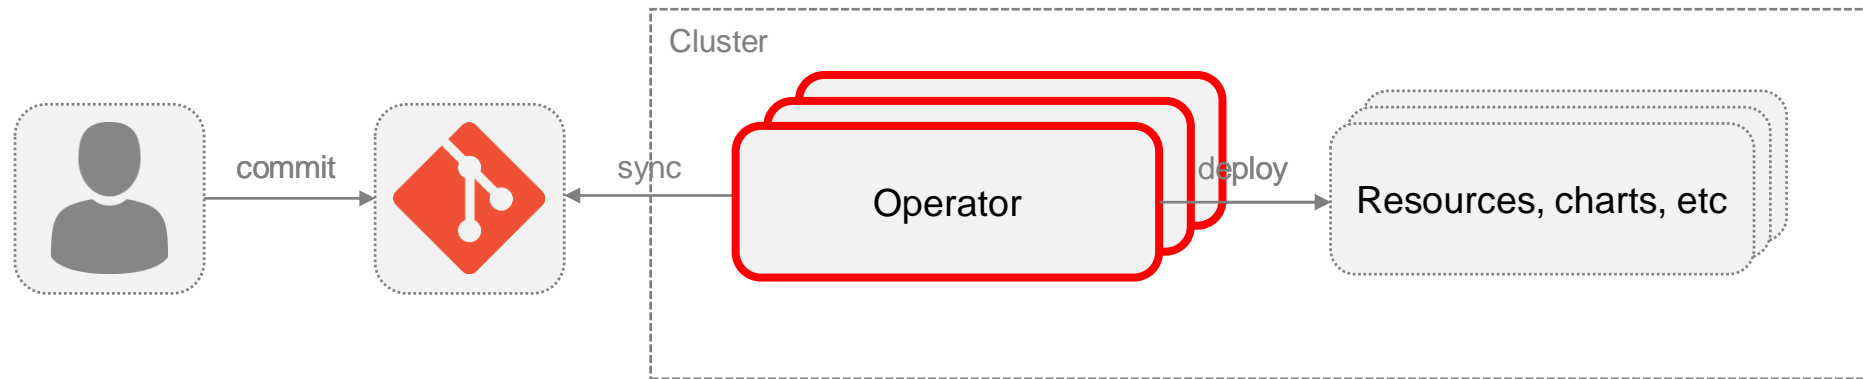 Cluster
commit
sync
Operator
deploy
Resources, charts, etc